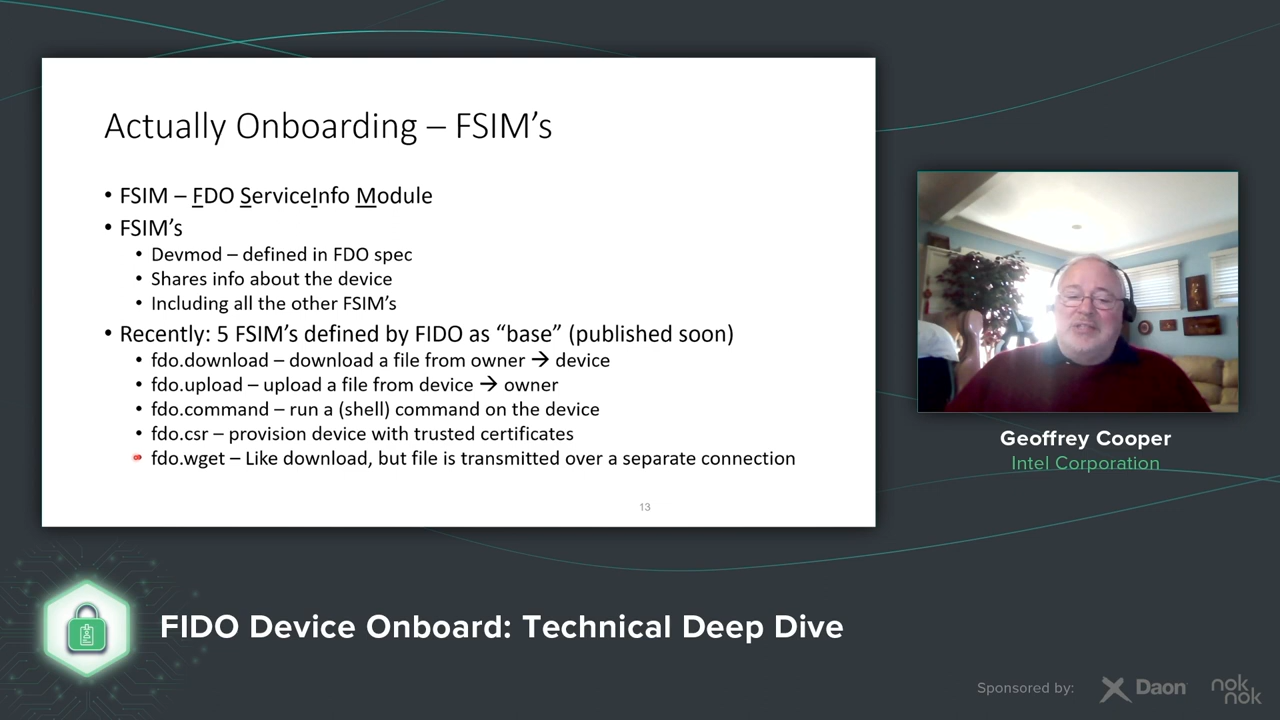 Actually Onboarding – FSIM’s
• FSIM – FDO ServiceInfo Module
• FSIM’s
• Devmod – defined in FDO spec
• Shares info about the device
• Including all the other FSIM’s
• Recently: 5 FSIM’s defined by FIDO as “base” (published soon)
• fdo.download – download a file from owner → device
• fdo.upload – upload a file from device → owner
• fdo.command – run a (shell) command on the device
• fdo.csr – provision device with trusted certificates
• fdo.wget – Like download, but file is transmitted over a separate connection
13
Geoffrey Cooper
Intel Corporation
FIDO Device Onboard: Technical Deep Dive
Sponsored by:
Daon
nok
nok